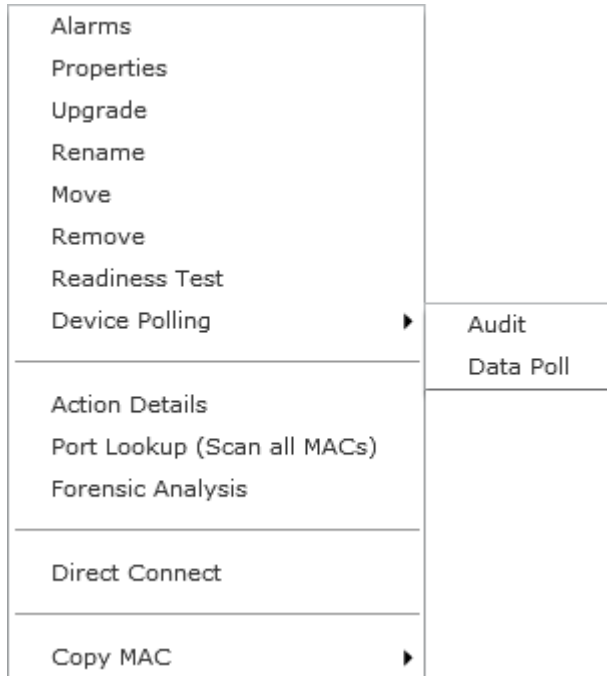 Alarms
Properties
Upgrade
Rename
Move
Remove
Readiness Test
Device Polling
Audit
Data Poll
Action Details
Port Lookup (Scan all MACs)
Forensic Analysis
Direct Connect
Copy MAC